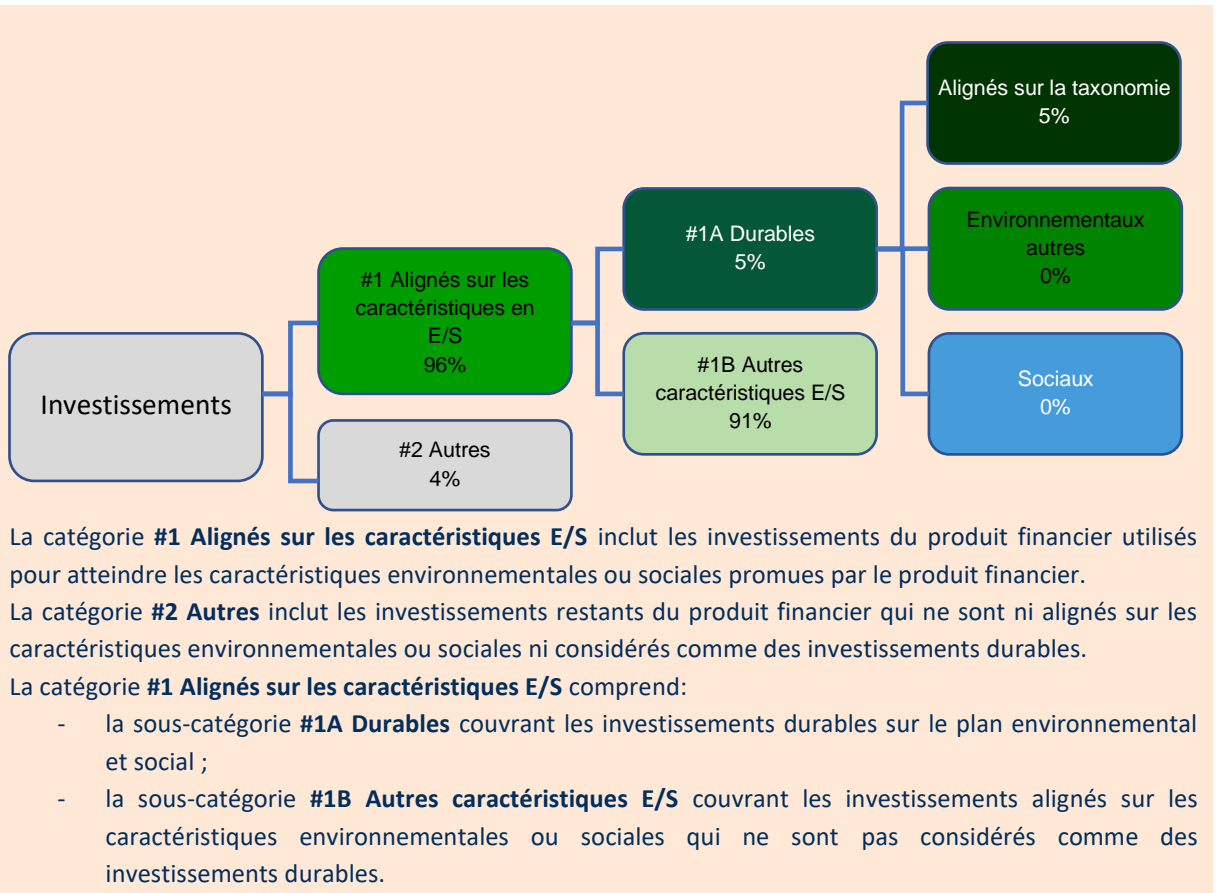 Alignés sur la taxonomie
5%
#1A Durables
5%
Environnementaux
autres
0%
#1 Alignés sur les
caractéristiques en
E/S
96%
#1B Autres
caractéristiques E/S
91%
Sociaux
0%
Investissements
#2 Autres
4%
La catégorie #1 Alignés sur les caractéristiques E/S inclut les investissements du produit financier utilisés
pour atteindre les caractéristiques environnementales ou sociales promues par le produit financier.
La catégorie #2 Autres inclut les investissements restants du produit financier qui ne sont ni alignés sur les
caractéristiques environnementales ou sociales ni considérés comme des investissements durables.
La catégorie #1 Alignés sur les caractéristiques E/S comprend:
- la sous-catégorie #1A Durables couvrant les investissements durables sur le plan environnemental
et social ;
- la sous-catégorie #1B Autres caractéristiques E/S couvrant les investissements alignés sur les
caractéristiques environnementales ou sociales qui ne sont pas considérés comme des
investissements durables.